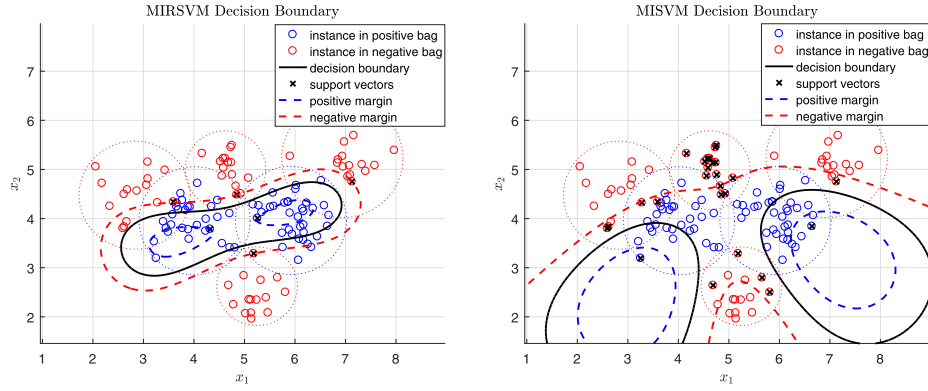 MIRSVM Decision Boundary
instance in positive bag
instance in negative bag
decision boundary
support vectors
positive margin
negative margin
7
6
5
4
3
2
x2
1 2 3 4 5 6 7 8
x1
MISVM Decision Boundary
instance in positive bag
instance in negative bag
decision boundary
support vectors
positive margin
negative margin
7
6
5
4
3
2
x2
1 2 3 4 5 6 7 8
x1